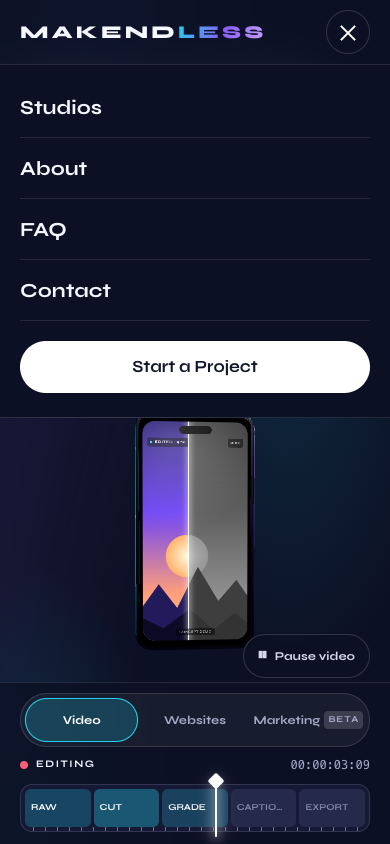 MAKENDLESS
Studios
About
FAQ
Contact
Start a Project
Pause video
Video Websites Marketing BETA
EDITING 00:00:03:09
RAW CUT GRADE CAPTIO... EXPORT